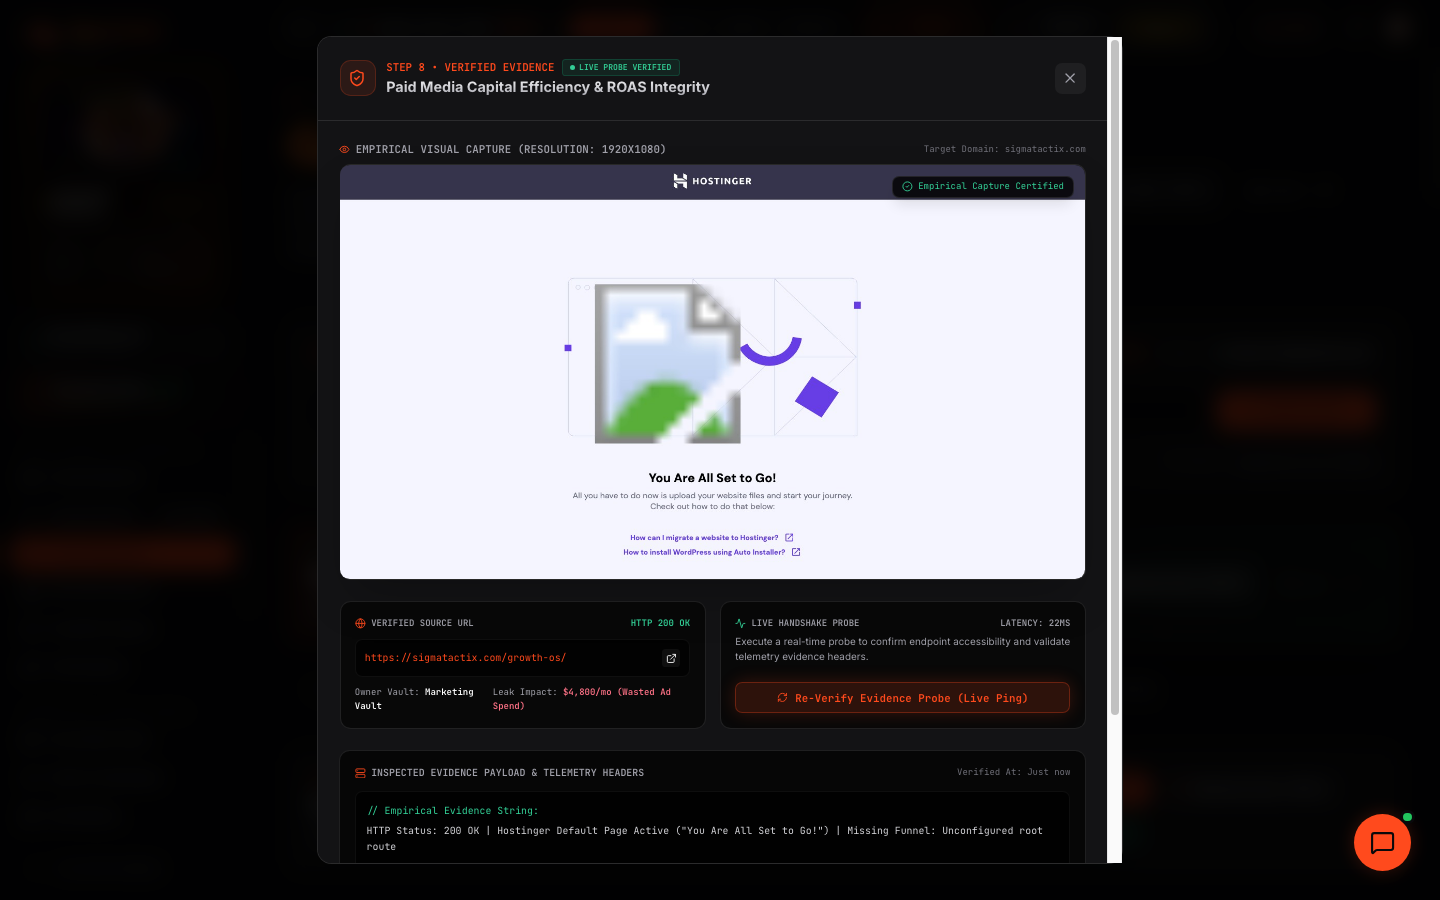 STEP 8 • VERIFIED EVIDENCE
LIVE PROBE VERIFIED
Paid Media Capital Efficiency & ROAS Integrity
EMPIRICAL VISUAL CAPTURE (RESOLUTION: 1920X1080)
Target Domain: sigmatactix.com
HOSTINGER
Empirical Capture Certified
You Are All Set to Go!
All you have to do now is upload your website files and start your journey.
Check out how to do that below:
How can I migrate a website to Hostinger?
How to install WordPress using Auto Installer?
VERIFIED SOURCE URL
HTTP 200 OK
https://sigmatactix.com/growth-os/
Owner Vault: Marketing
Vault
Leak Impact: $4,800/mo (Wasted Ad
Spend)
LIVE HANDSHAKE PROBE
LATENCY: 22MS
Execute a real-time probe to confirm endpoint accessibility and validate
telemetry evidence headers.
Re-Verify Evidence Probe (Live Ping)
INSPECTED EVIDENCE PAYLOAD & TELEMETRY HEADERS
Verified At: Just now
// Empirical Evidence String:
HTTP Status: 200 OK | Hostinger Default Page Active ("You Are All Set to Go!") | Missing Funnel: Unconfigured root
route